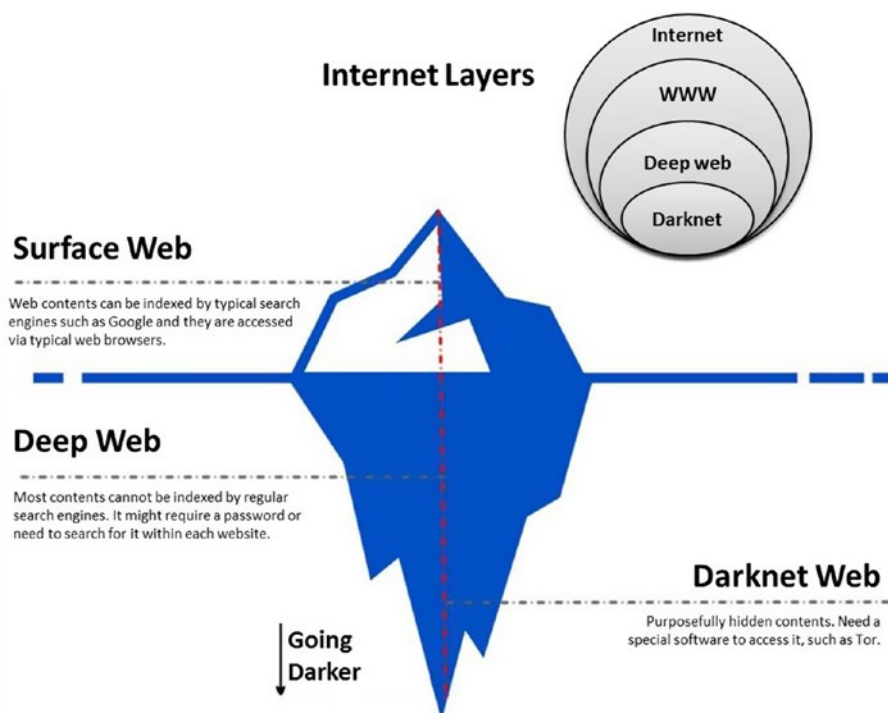 Internet Layers
Internet
WWW
Deep web
Darknet
Surface Web
Web contents can be indexed by typical search
engines such as Google and they are accessed
via typical web browsers.
Deep Web
Most contents cannot be indexed by regular
search engines. It might require a password or
need to search for it within each website.
Darknet Web
Purposefully hidden contents. Need a
special software to access it, such as Tor.
Going
Darker